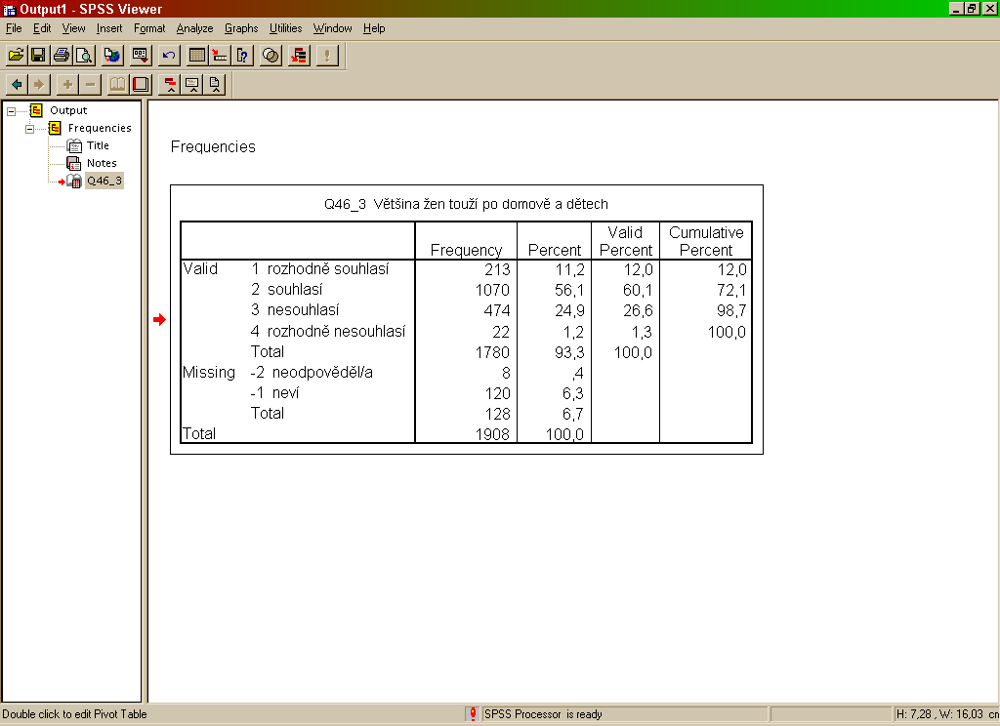 Output1 - SPSS Viewer
File Edit View Insert Format Analyze Graphs Utilities Window Help
Output
Frequencies
Title
Notes
Q46_3
Frequencies
Q46_3 Většina žen touží po domově a dětech
Frequency Percent Valid Percent Cumulative Percent
Valid 1 rozhodně souhlasí 213 11,2 12,0 12,0
2 souhlasí 1070 56,1 60,1 72,1
3 nesouhlasí 474 24,9 26,6 98,7
4 rozhodně nesouhlasí 22 1,2 1,3 100,0
Total 1780 93,3 100,0
Missing -2 neodpověděl/a 8 ,4
-1 neví 120 6,3
Total 128 6,7
Total 1908 100,0
Double click to edit Pivot Table SPSS Processor is ready H: 7,28 , W: 16,03 cm